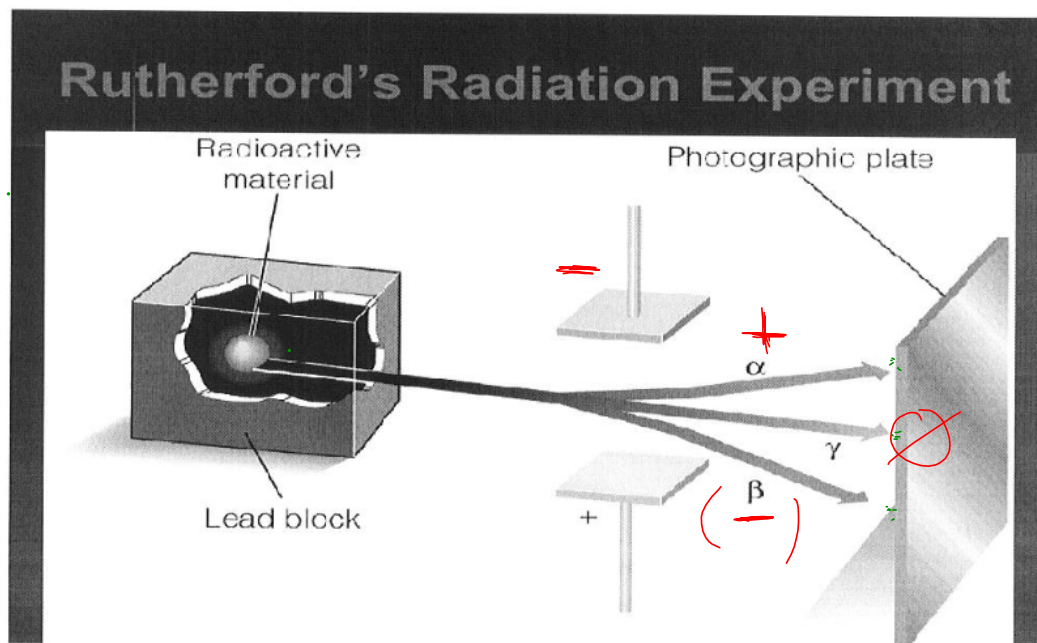 Rutherford's Radiation Experiment
Radioactive
material
Photographic plate
−
+
α
γ
∅
β
+
(−)
Lead block